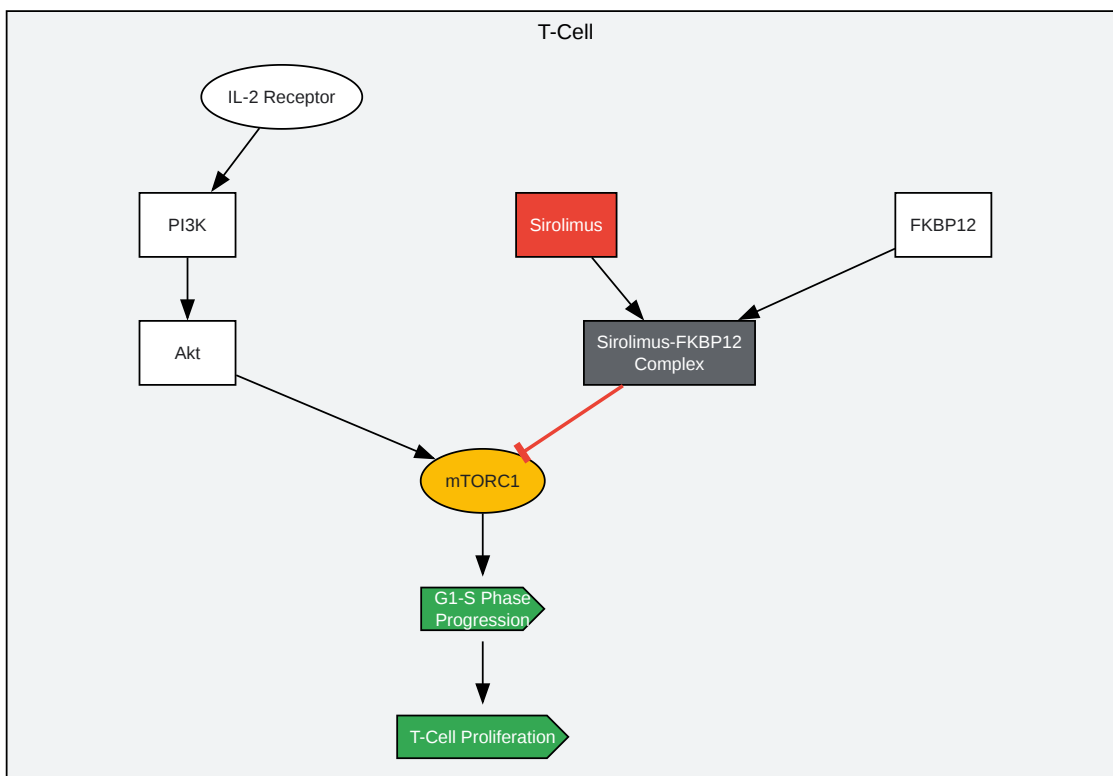 T-Cell
IL-2 Receptor
PI3K
Sirolimus
FKBP12
Akt
Sirolimus-FKBP12
Complex
mTORC1
G1-S Phase
Progression
T-Cell Proliferation